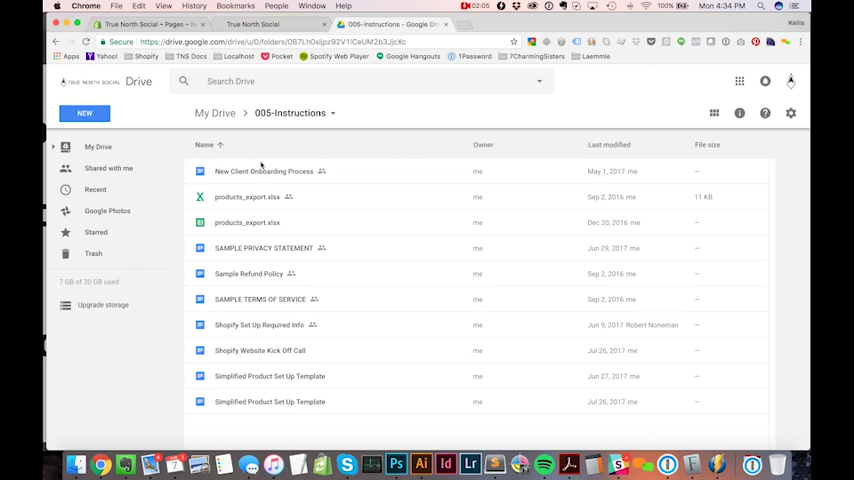 Chrome File Edit View History Bookmarks People Window Help 02:05 100% Mon 4:34 PM
True North Social ~ Pages ~ N True North Social 005-Instructions - Google Dri Kellis
Secure https://drive.google.com/drive/u/0/folders/
Apps Yahoo! Shopify TNS Docs Localhost Pocket Spotify Web Player Google Hangouts 1Password 7CharmingSisters Laemmle
TRUE NORTH SOCIAL Drive Search Drive
NEW My Drive 005-Instructions
Name Owner Last modified File size
My Drive
Shared with me
Recent
Google Photos
Starred
Trash
7 GB of 30 GB used
Upgrade storage
New Client Onboarding Process me May 1, 2017 me —
products_export.xlsx me Sep 2, 2016 me 11 KB
products_export.xlsx me Dec 20, 2016 me —
SAMPLE PRIVACY STATEMENT me Jun 29, 2017 me —
Sample Refund Policy me Sep 2, 2016 me —
SAMPLE TERMS OF SERVICE me Sep 2, 2016 me —
Shopify Set Up Required Info me Jun 9, 2017 Robert Noneman —
Shopify Website Kick Off Call me Jul 26, 2017 me —
Simplified Product Set Up Template me Jun 27, 2017 me —
Simplified Product Set Up Template me Jul 26, 2017 me —
Ps Ai Id Lr